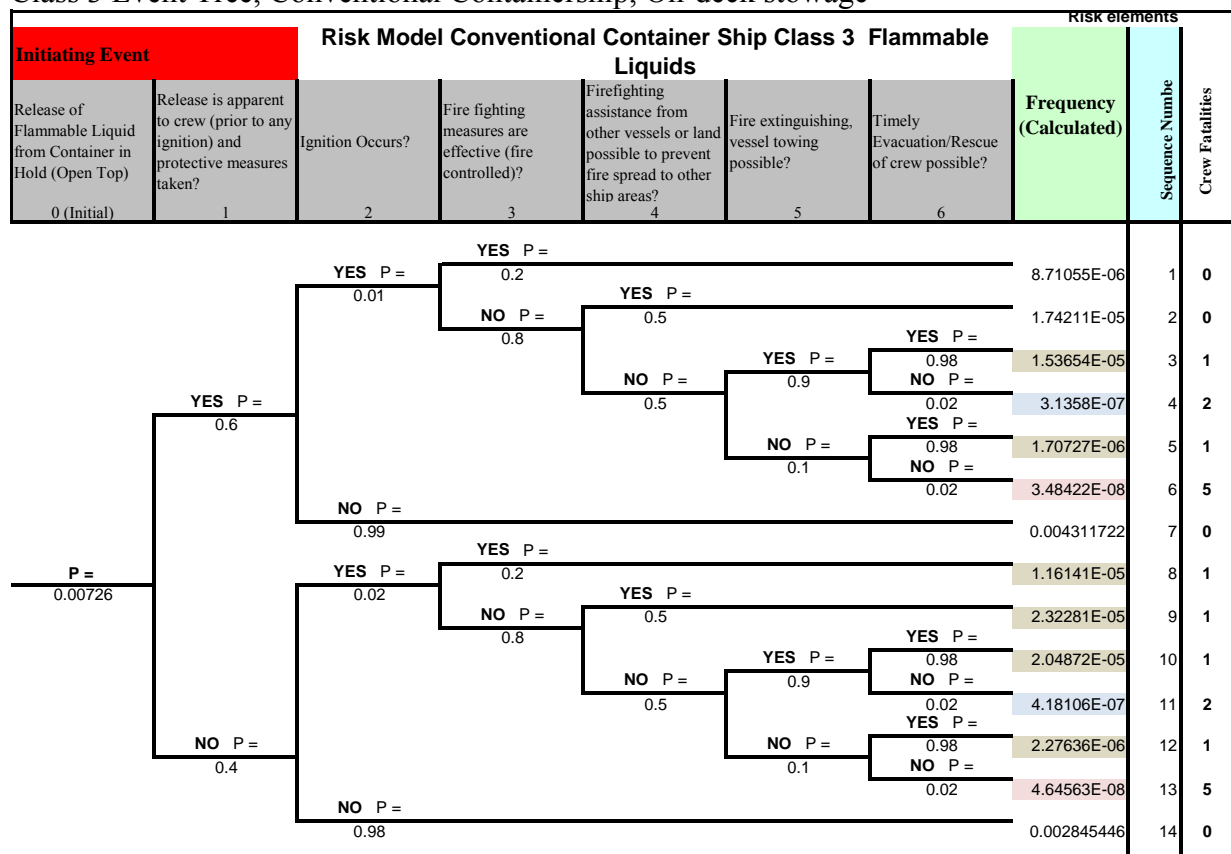 Class 3 Event Tree, Conventional Containership, On-deck stowage
Risk elements
Initiating Event
Risk Model Conventional Container Ship Class 3 Flammable
Liquids
Release of
Flammable Liquid
from Container in
Hold (Open Top)
0 (Initial)
Release is apparent
to crew (prior to any
ignition) and
protective measures
taken?
1
Ignition Occurs?
2
Fire fighting
measures are
effective (fire
controlled)?
3
Firefighting
assistance from
other vessels or land
possible to prevent
fire spread to other
ship areas?
4
Fire extinguishing,
vessel towing
possible?
5
Timely
Evacuation/Rescue
of crew possible?
6
Frequency
(Calculated)
Sequence Numbe
Crew Fatalities
YES P =
0.2
8.71055E-06 1 0
YES P =
0.01
YES P =
0.5
1.74211E-05 2 0
NO P =
0.8
YES P =
0.98
1.53654E-05 3 1
YES P =
0.9
NO P =
0.02
3.1358E-07 4 2
NO P =
0.5
YES P =
0.6
YES P =
0.98
1.70727E-06 5 1
NO P =
0.1
NO P =
0.02
3.48422E-08 6 5
NO P =
0.99
0.004311722 7 0
P =
0.00726
YES P =
0.2
1.16141E-05 8 1
YES P =
0.02
YES P =
0.5
2.32281E-05 9 1
NO P =
0.8
YES P =
0.98
2.04872E-05 10 1
YES P =
0.9
NO P =
0.02
4.18106E-07 11 2
NO P =
0.5
YES P =
0.98
2.27636E-06 12 1
NO P =
0.4
NO P =
0.1
NO P =
0.02
4.64563E-08 13 5
NO P =
0.98
0.002845446 14 0